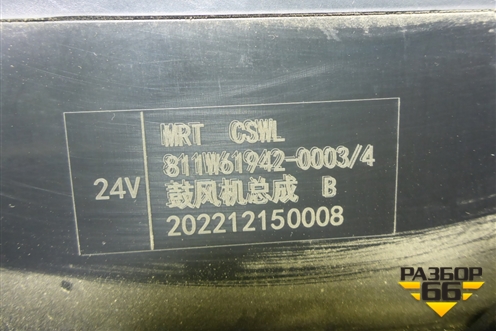 MRT CSWL
811W61942-0003/4
24V
鼓风机总成 B
202212150008
РАЗБОР
66